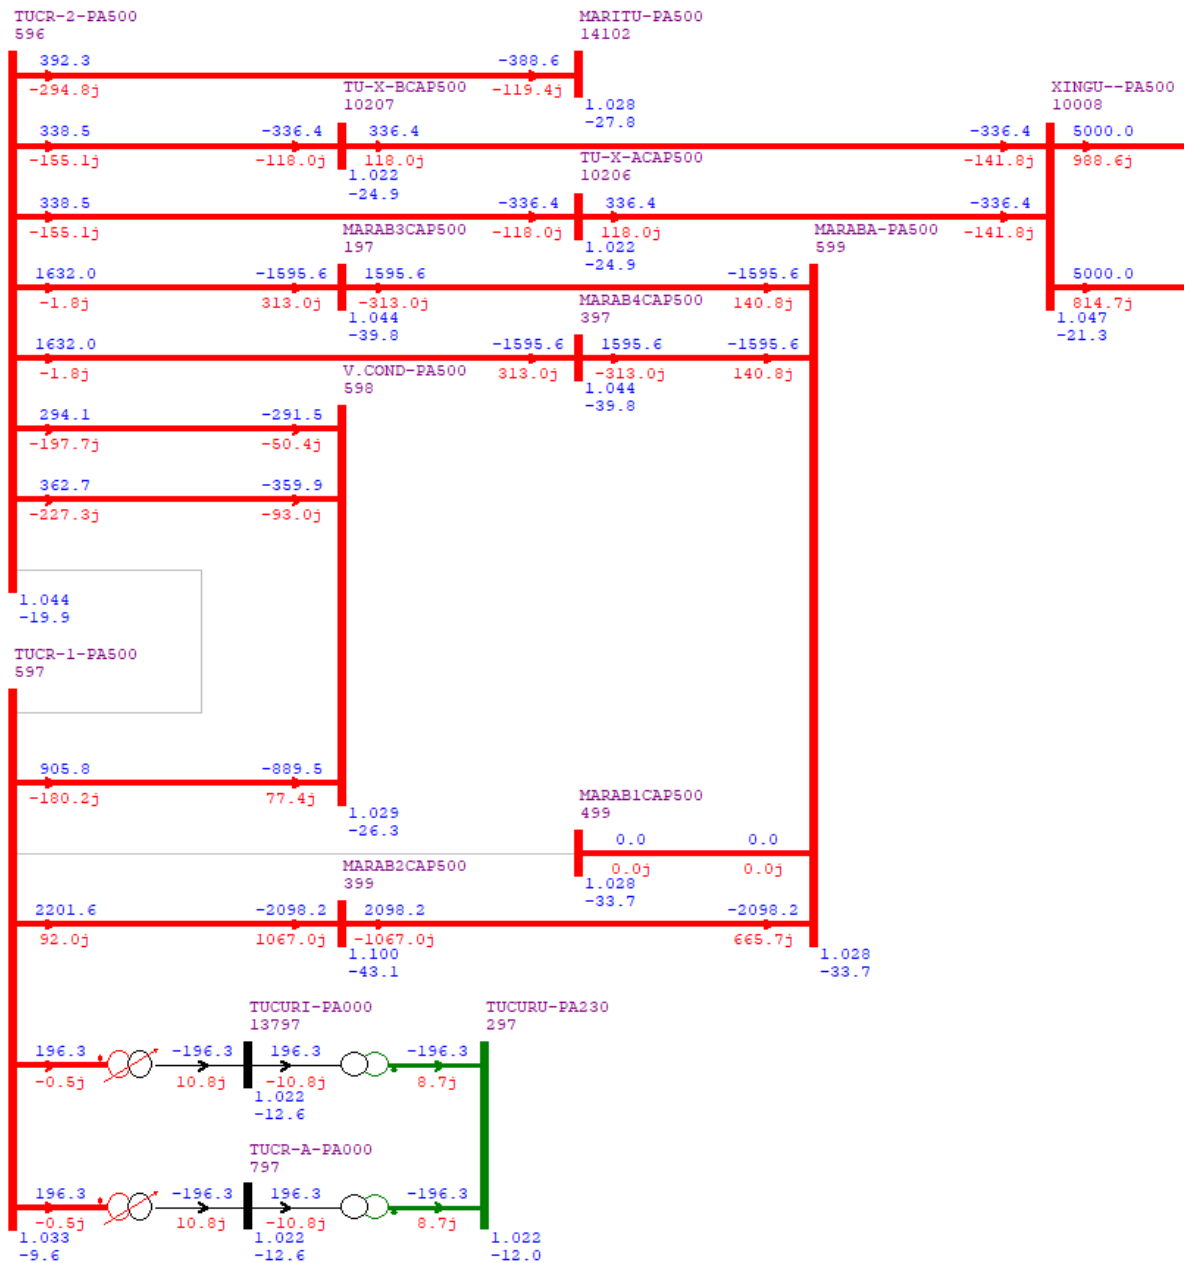 TUCR-2-PA500
596
MARITU-PA500
14102
392.3
-388.6
-294.8j
-119.4j
TU-X-BCAP500
10207
XINGU--PA500
10008
1.028
-27.8
338.5
-336.4
336.4
-336.4
5000.0
-155.1j
-118.0j
118.0j
-141.8j
988.6j
1.022
-24.9
TU-X-ACAP500
10206
338.5
-336.4
336.4
-336.4
-155.1j
-118.0j
118.0j
-141.8j
MARAB3CAP500
197
1.022
-24.9
MARABA-PA500
599
1632.0
-1595.6
1595.6
-1595.6
5000.0
-1.8j
313.0j
-313.0j
140.8j
814.7j
1.044
-39.8
MARAB4CAP500
397
1.047
-21.3
1632.0
-1595.6
1595.6
-1595.6
-1.8j
313.0j
-313.0j
140.8j
V.COND-PA500
598
1.044
-39.8
294.1
-291.5
-197.7j
-50.4j
362.7
-359.9
-227.3j
-93.0j
1.044
-19.9
TUCR-1-PA500
597
905.8
-889.5
-180.2j
77.4j
1.029
-26.3
MARAB1CAP500
499
0.0
0.0
0.0j
0.0j
1.028
-33.7
MARAB2CAP500
399
2201.6
-2098.2
2098.2
-2098.2
92.0j
1067.0j
-1067.0j
665.7j
1.100
-43.1
1.028
-33.7
TUCURI-PA000
13797
TUCURU-PA230
297
196.3
-196.3
196.3
-196.3
-0.5j
10.8j
-10.8j
8.7j
1.022
-12.6
TUCR-A-PA000
797
196.3
-196.3
196.3
-196.3
-0.5j
10.8j
-10.8j
8.7j
1.033
-9.6
1.022
-12.6
1.022
-12.0